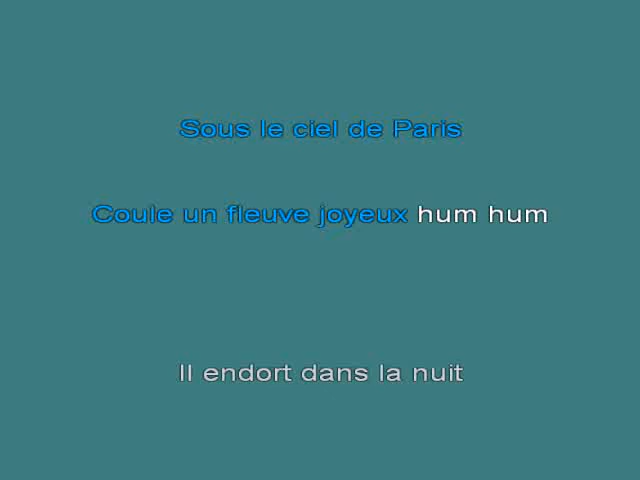 Sous le ciel de Paris
Coule un fleuve joyeux hum hum
Il endort dans la nuit